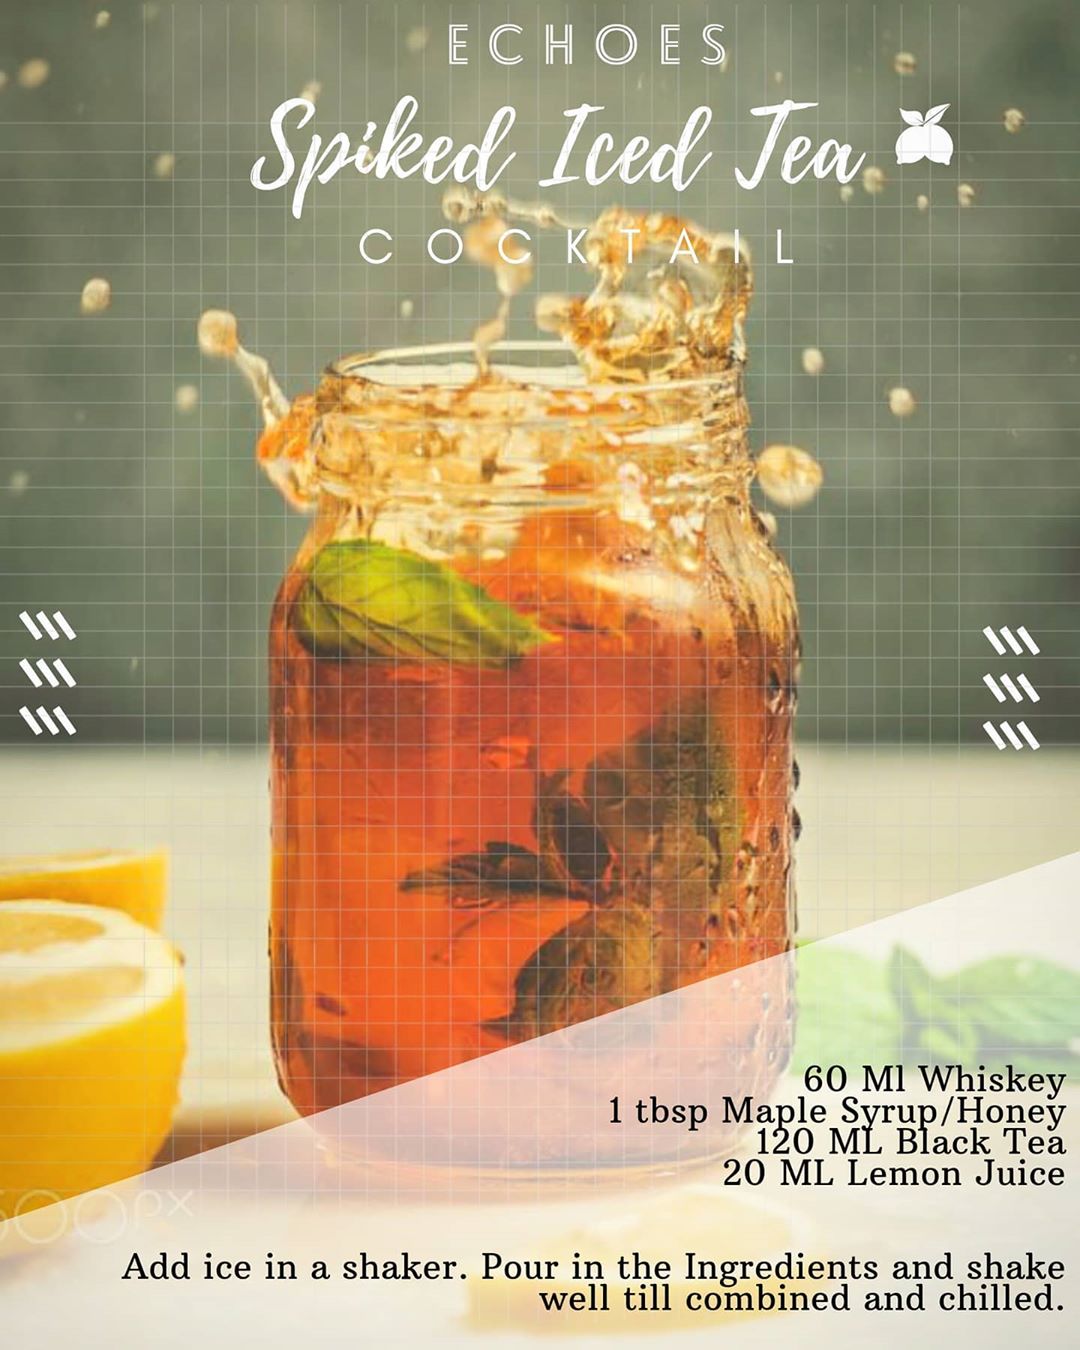 ECHOES
Spiked Iced Tea
COCKTAIL
60 Ml Whiskey
1 tbsp Maple Syrup/Honey
120 ML Black Tea
20 ML Lemon Juice
500px
Add ice in a shaker. Pour in the Ingredients and shake
well till combined and chilled.